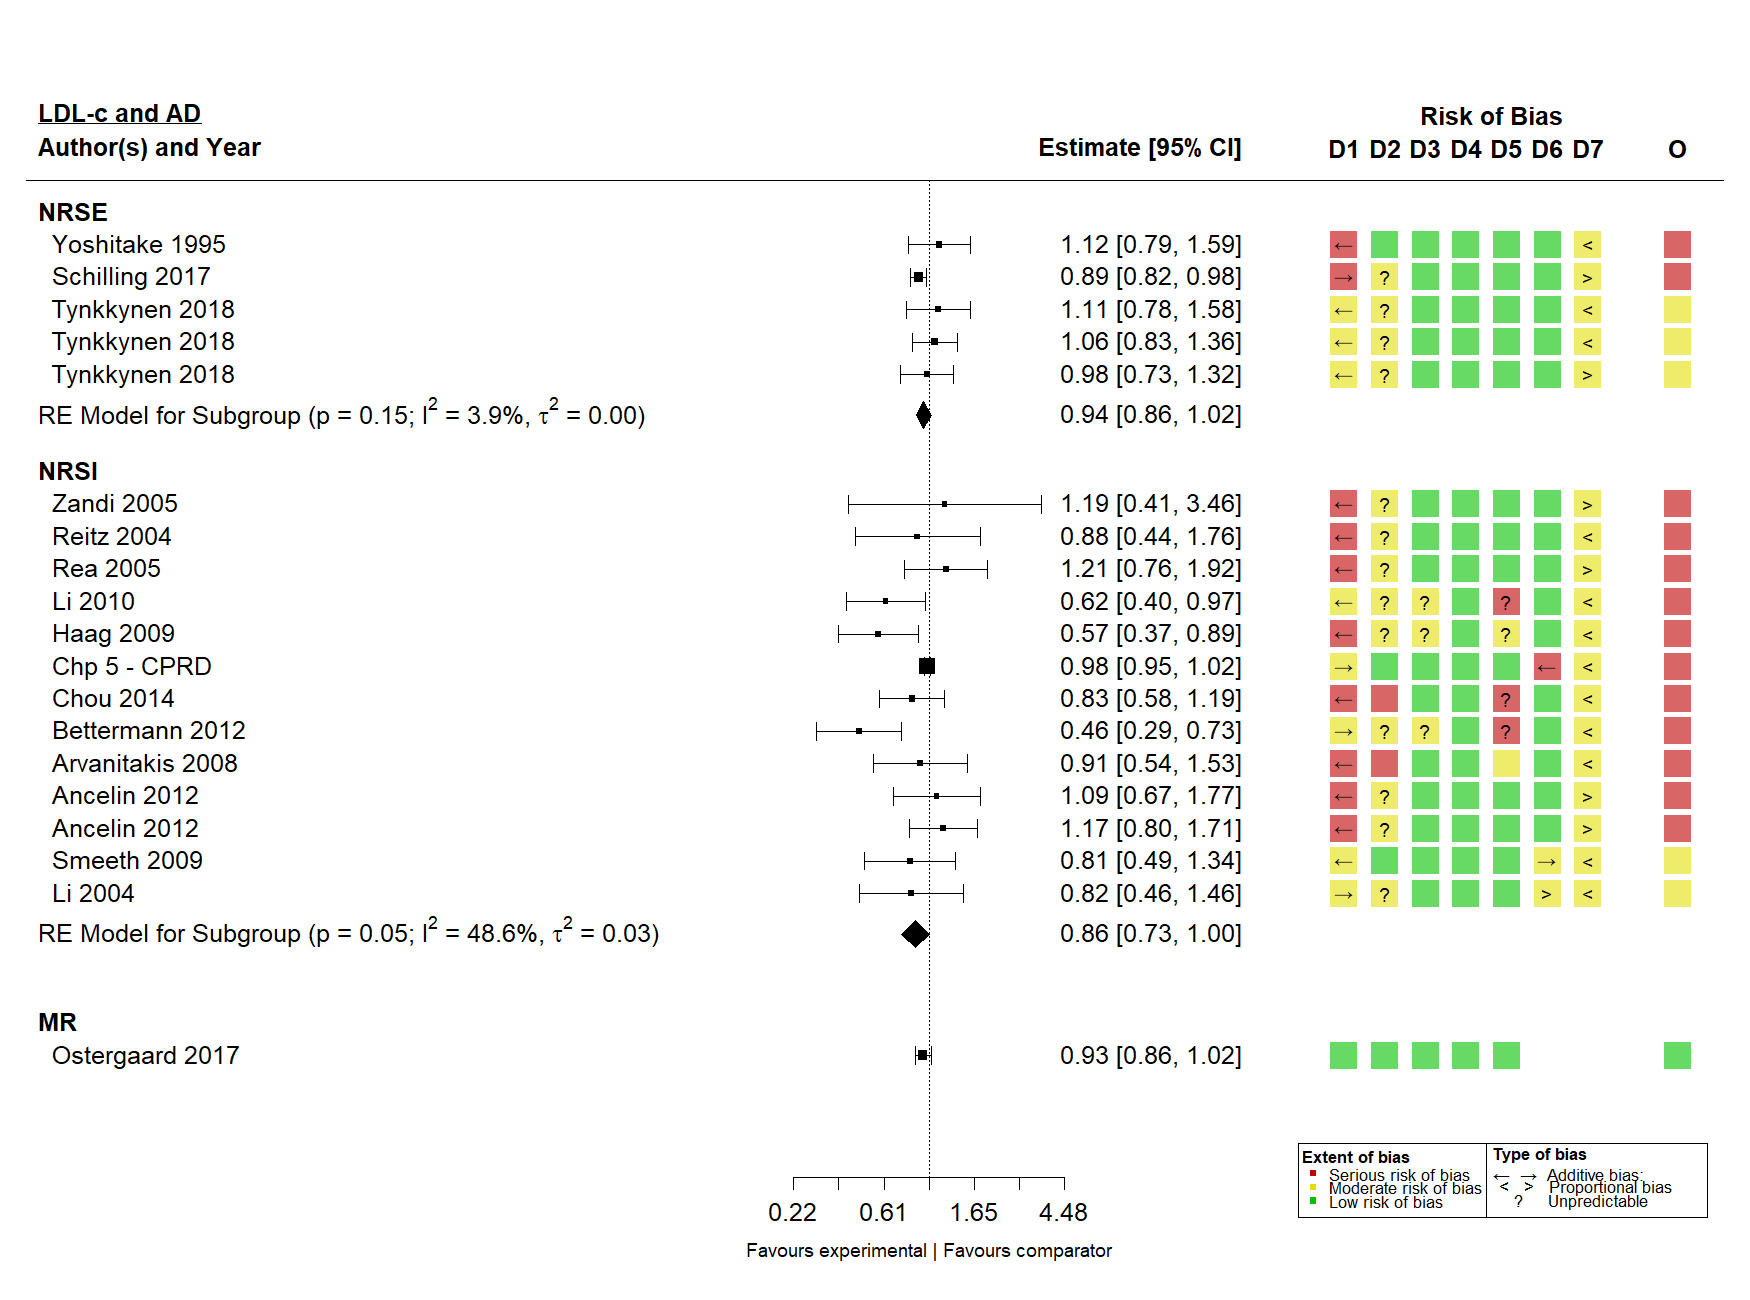 LDL-c and AD
Risk of Bias
Author(s) and Year Estimate [95% CI] D1 D2 D3 D4 D5 D6 D7 O
NRSE
Yoshitake 1995 1.12 [0.79, 1.59] ← <
Schilling 2017 0.89 [0.82, 0.98] → ? >
Tynkkynen 2018 1.11 [0.78, 1.58] ← ? <
Tynkkynen 2018 1.06 [0.83, 1.36] ← ? <
Tynkkynen 2018 0.98 [0.73, 1.32] ← ? >
RE Model for Subgroup (p = 0.15; I² = 3.9%, τ² = 0.00) 0.94 [0.86, 1.02]
NRSI
Zandi 2005 1.19 [0.41, 3.46] ← ? >
Reitz 2004 0.88 [0.44, 1.76] ← ? <
Rea 2005 1.21 [0.76, 1.92] ← ? >
Li 2010 0.62 [0.40, 0.97] ← ? ? ? <
Haag 2009 0.57 [0.37, 0.89] ← ? ? ? <
Chp 5 - CPRD 0.98 [0.95, 1.02] → ← <
Chou 2014 0.83 [0.58, 1.19] ← ? <
Bettermann 2012 0.46 [0.29, 0.73] → ? ? ? <
Arvanitakis 2008 0.91 [0.54, 1.53] ← <
Ancelin 2012 1.09 [0.67, 1.77] ← ? >
Ancelin 2012 1.17 [0.80, 1.71] ← ? >
Smeeth 2009 0.81 [0.49, 1.34] ← → <
Li 2004 0.82 [0.46, 1.46] → ? > <
RE Model for Subgroup (p = 0.05; I² = 48.6%, τ² = 0.03) 0.86 [0.73, 1.00]
MR
Ostergaard 2017 0.93 [0.86, 1.02]
0.22 0.61 1.65 4.48
Favours experimental | Favours comparator
Extent of bias
Serious risk of bias
Moderate risk of bias
Low risk of bias
Type of bias
← → Additive bias:
< > Proportional bias
? Unpredictable